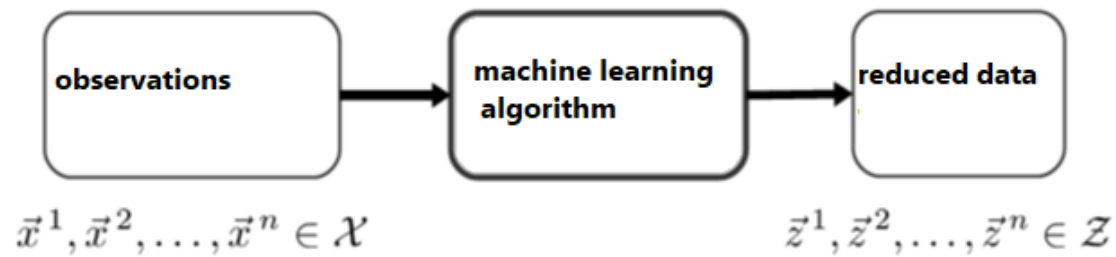 observations
machine learning
algorithm
reduced data
x⃗¹, x⃗², . . . , x⃗ⁿ ∈ 𝒳
z⃗¹, z⃗², . . . , z⃗ⁿ ∈ 𝒵